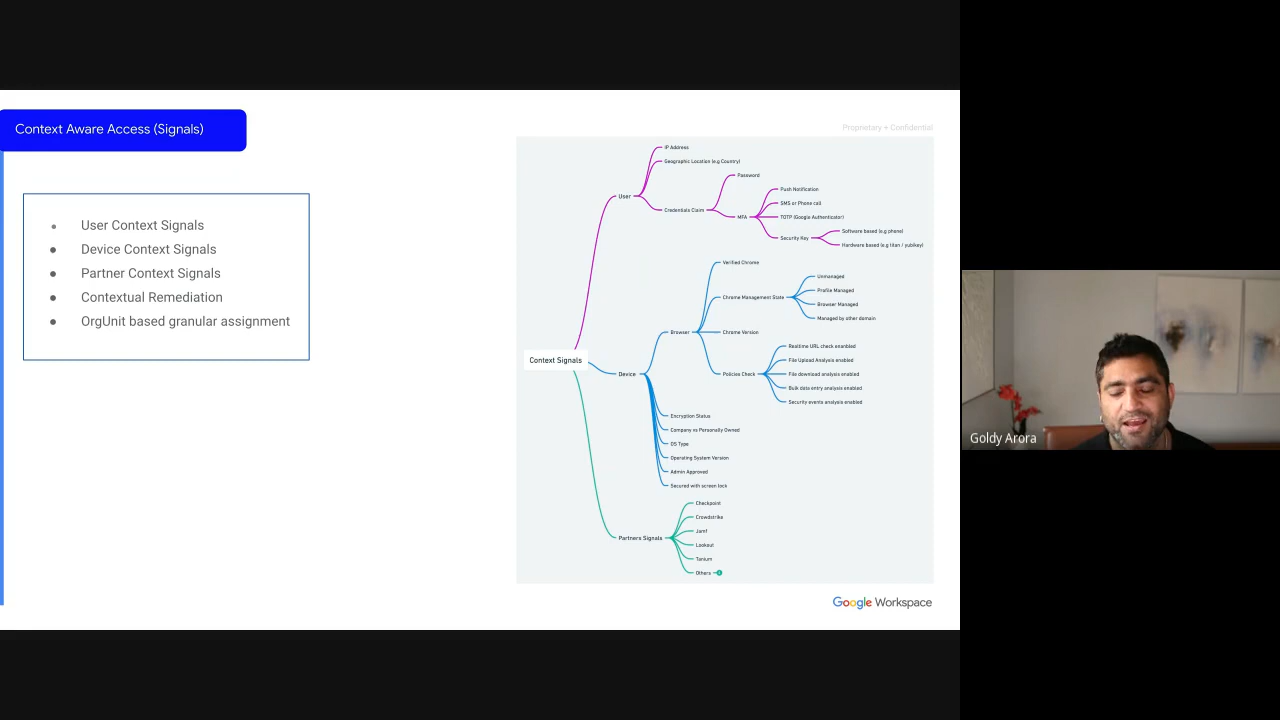 Context Aware Access (Signals)
Proprietary + Confidential
User Context Signals
Device Context Signals
Partner Context Signals
Contextual Remediation
OrgUnit based granular assignment
Context Signals
User
IP Address
Geographic Location (e.g Country)
Credentials Claim
Password
MFA
Push Notification
SMS or Phone call
TOTP (Google Authenticator)
Security Key
Software based (e.g phone)
Hardware based (e.g titan / yubikey)
Device
Browser
Verified Chrome
Chrome Management State
Unmanaged
Profile Managed
Browser Managed
Managed by other domain
Chrome Version
Policies Check
Realtime URL check enanbled
File Upload Analysis enabled
File download analysis enabled
Bulk data entry analysis enabled
Security events analysis enabled
Encryption Status
Company vs Personally Owned
OS Type
Operating System Version
Admin Approved
Secured with screen lock
Partners Signals
Checkpoint
Crowdstrike
Jamf
Lookout
Tanium
Others
Google Workspace
Goldy Arora